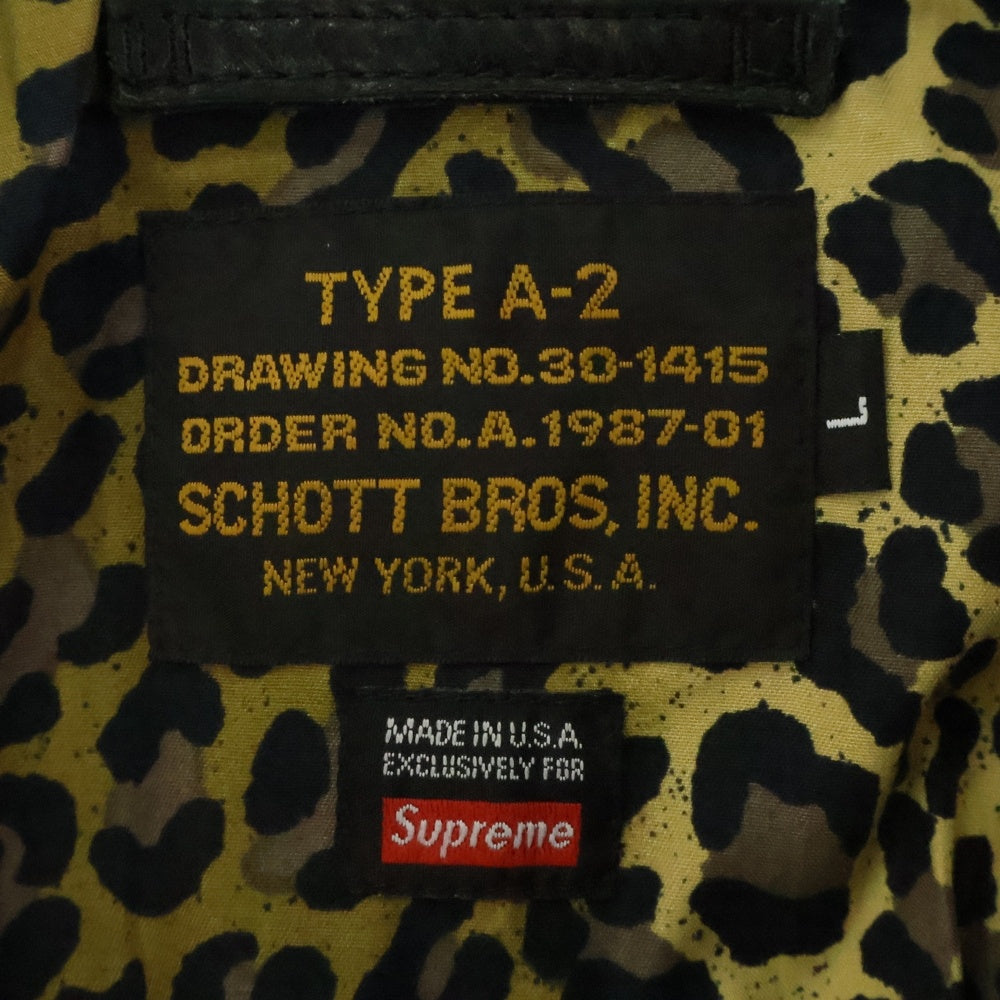 TYPE A-2
DRAWING NO.30-1415
ORDER NO.A.1987-01
SCHOTT BROS, INC.
NEW YORK, U.S.A.
L
MADE IN U.S.A.
EXCLUSIVELY FOR
Supreme